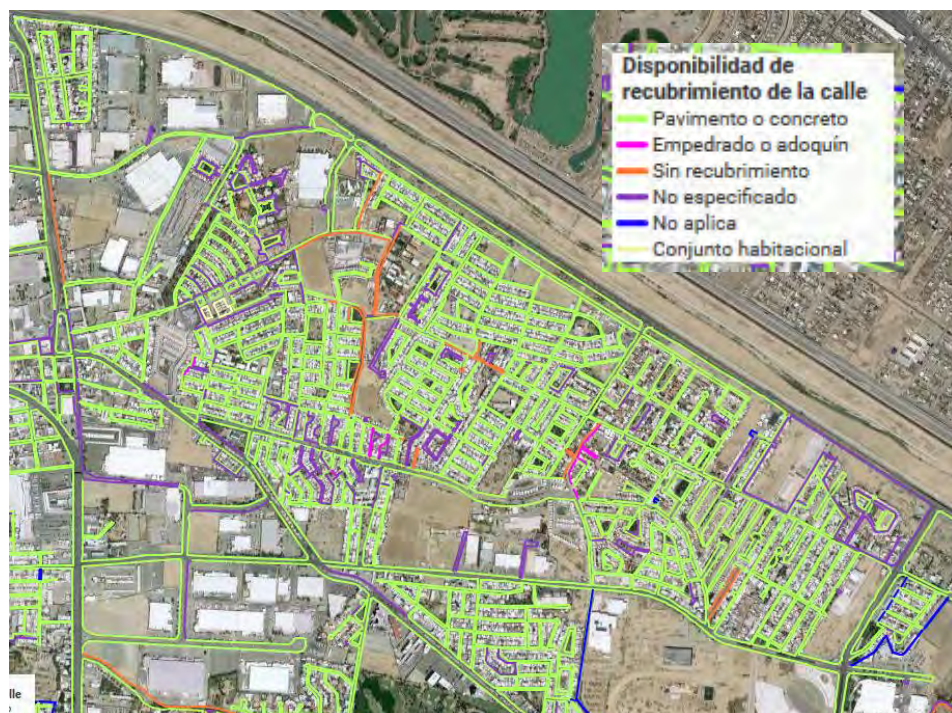 Disponibilidad de
recubrimiento de la calle
Pavimento o concreto
Empedrado o adoquín
Sin recubrimiento
No especificado
No aplica
Conjunto habitacional
lle